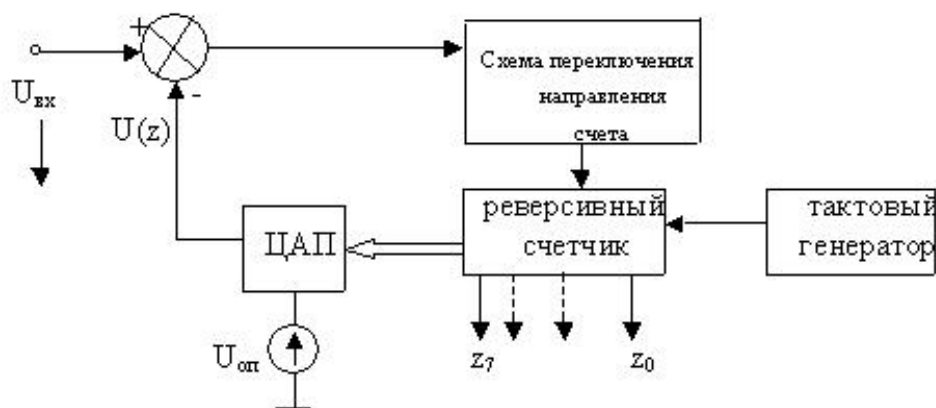 +
Схема переключения
направления
счета
Uвх
-
U(z)
реверсивный
счетчик
тактовый
генератор
ЦАП
z7
z0
Uоп